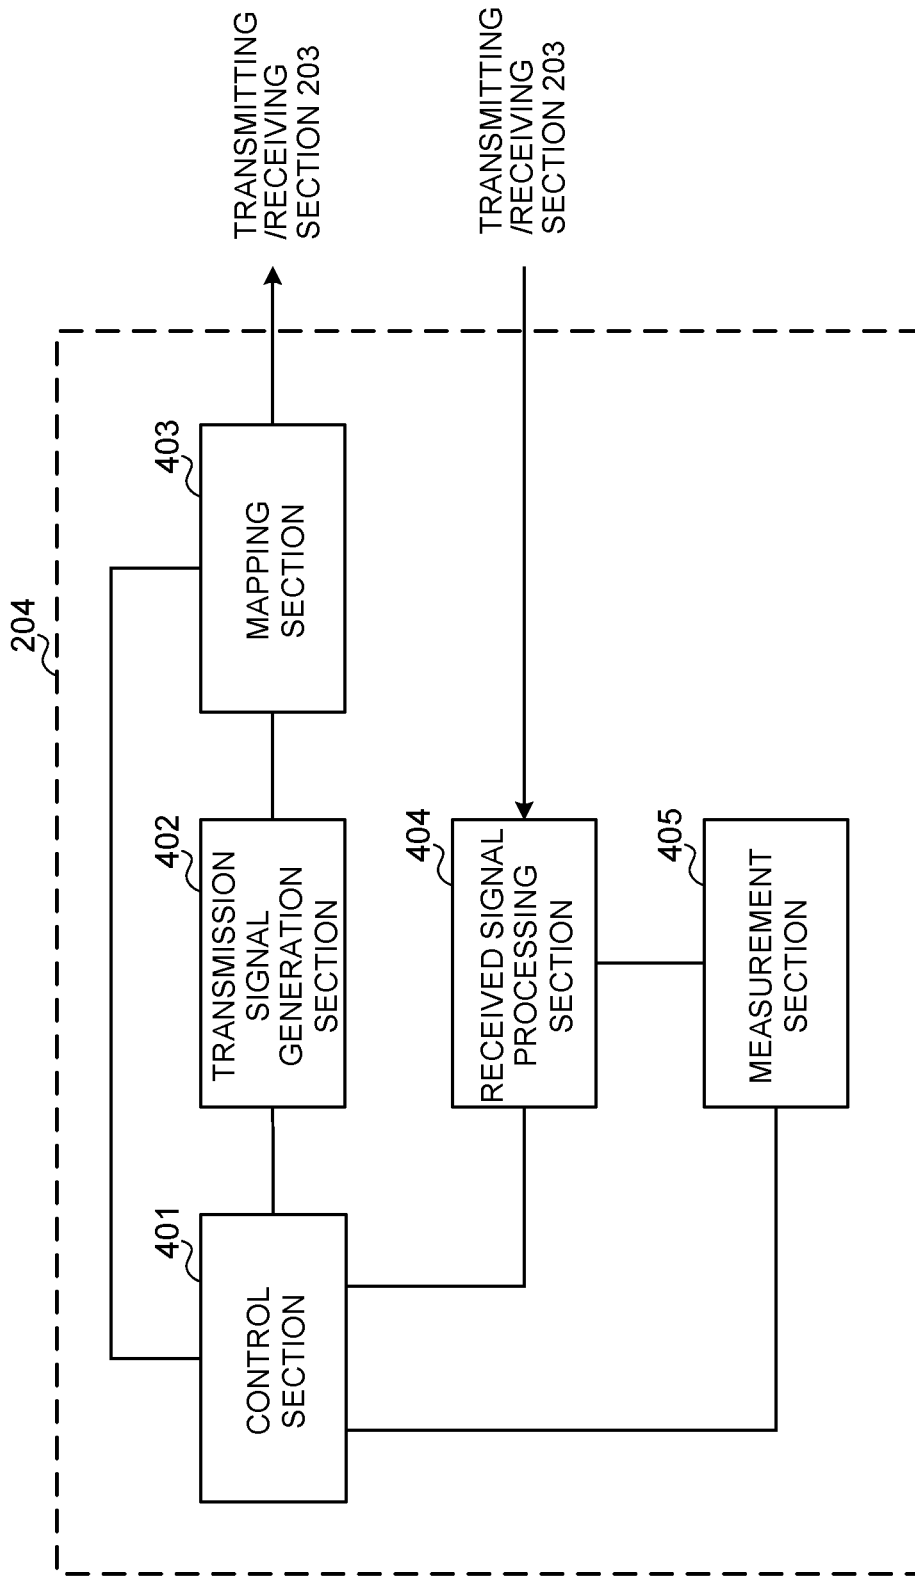 204
401
CONTROL
SECTION
402
TRANSMISSION
SIGNAL
GENERATION
SECTION
403
MAPPING
SECTION
TRANSMITTING
/RECEIVING
SECTION 203
404
RECEIVED SIGNAL
PROCESSING
SECTION
TRANSMITTING
/RECEIVING
SECTION 203
405
MEASUREMENT
SECTION